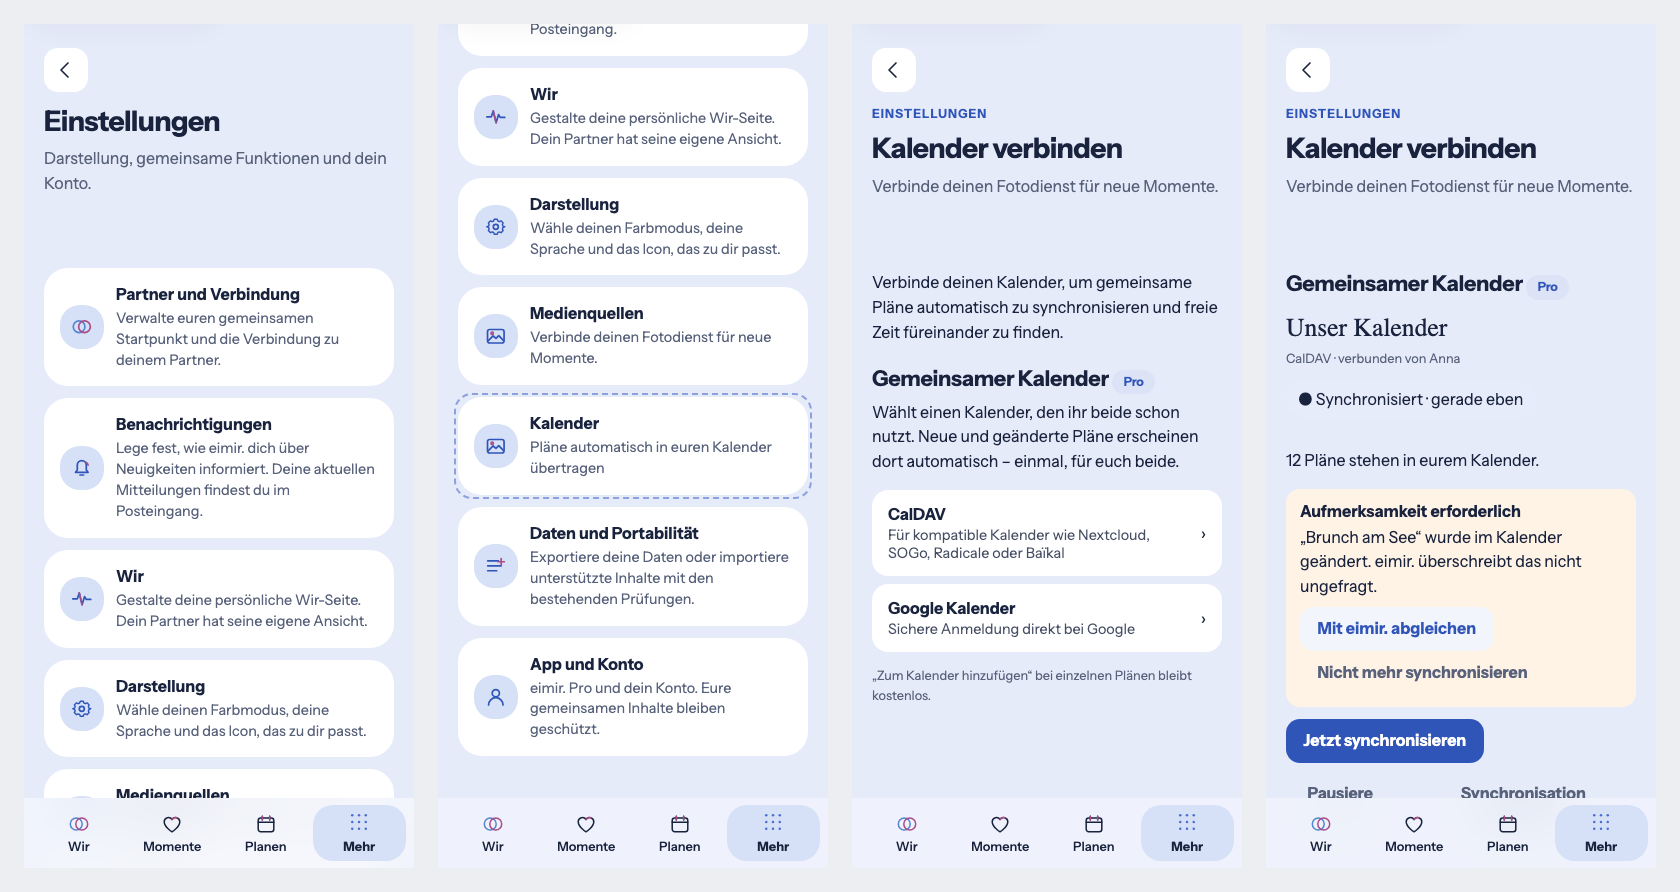 Einstellungen
Darstellung, gemeinsame Funktionen und dein
Konto.
Partner und Verbindung
Verwalte euren gemeinsamen
Startpunkt und die Verbindung zu
deinem Partner.
Benachrichtigungen
Lege fest, wie eimir. dich über
Neuigkeiten informiert. Deine aktuellen
Mitteilungen findest du im
Posteingang.
Wir
Gestalte deine persönliche Wir-Seite.
Dein Partner hat seine eigene Ansicht.
Darstellung
Wähle deinen Farbmodus, deine
Sprache und das Icon, das zu dir passt.
Medienquellen
Wir
Momente
Planen
Mehr
Posteingang.
Wir
Gestalte deine persönliche Wir-Seite.
Dein Partner hat seine eigene Ansicht.
Darstellung
Wähle deinen Farbmodus, deine
Sprache und das Icon, das zu dir passt.
Medienquellen
Verbinde deinen Fotodienst für neue
Momente.
Kalender
Pläne automatisch in euren Kalender
übertragen
Daten und Portabilität
Exportiere deine Daten oder importiere
unterstützte Inhalte mit den
bestehenden Prüfungen.
App und Konto
eimir. Pro und dein Konto. Eure
gemeinsamen Inhalte bleiben
geschützt.
Wir
Momente
Planen
Mehr
EINSTELLUNGEN
Kalender verbinden
Verbinde deinen Fotodienst für neue Momente.
Verbinde deinen Kalender, um gemeinsame
Pläne automatisch zu synchronisieren und freie
Zeit füreinander zu finden.
Gemeinsamer Kalender Pro
Wählt einen Kalender, den ihr beide schon
nutzt. Neue und geänderte Pläne erscheinen
dort automatisch – einmal, für euch beide.
CalDAV
Für kompatible Kalender wie Nextcloud,
SOGo, Radicale oder Baïkal
Google Kalender
Sichere Anmeldung direkt bei Google
„Zum Kalender hinzufügen“ bei einzelnen Plänen bleibt
kostenlos.
Wir
Momente
Planen
Mehr
EINSTELLUNGEN
Kalender verbinden
Verbinde deinen Fotodienst für neue Momente.
Gemeinsamer Kalender Pro
Unser Kalender
CalDAV · verbunden von Anna
Synchronisiert · gerade eben
12 Pläne stehen in eurem Kalender.
Aufmerksamkeit erforderlich
„Brunch am See“ wurde im Kalender
geändert. eimir. überschreibt das nicht
ungefragt.
Mit eimir. abgleichen
Nicht mehr synchronisieren
Jetzt synchronisieren
Pausiere Synchronisation
Wir
Momente
Planen
Mehr